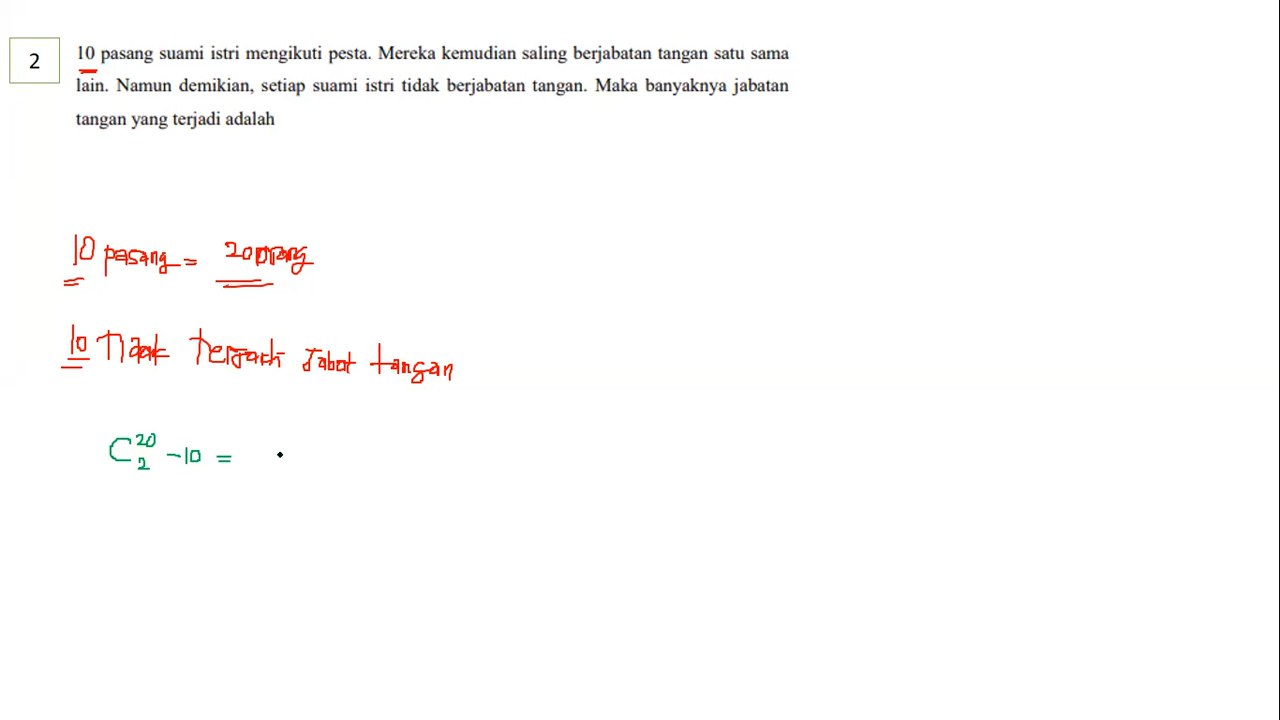 2
10 pasang suami istri mengikuti pesta. Mereka kemudian saling berjabatan tangan satu sama
lain. Namun demikian, setiap suami istri tidak berjabatan tangan. Maka banyaknya jabatan
tangan yang terjadi adalah
10 pasang = 20 orang
10 Tidak terjadi Jabat tangan
C 20 2 - 10 =